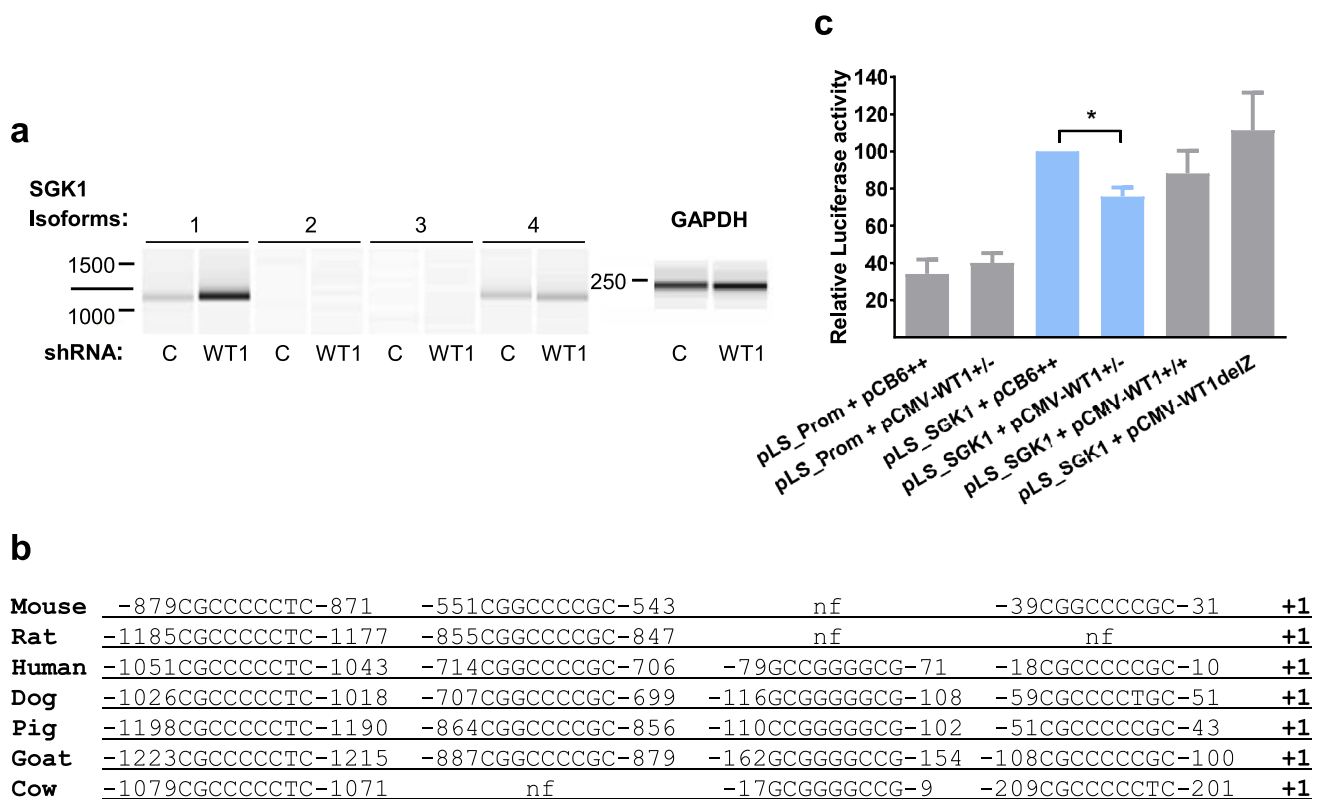 c
Relative Luciferase activity
140
120
100
80
60
40
20
*
pLS_Prom + pCB6++
pLS_Prom + pCMV-WT1+/-
pLS_SGK1 + pCB6++
pLS_SGK1 + pCMV-WT1+/-
pLS_SGK1 + pCMV-WT1+/+
pLS_SGK1 + pCMV-WT1delZ
a
SGK1
Isoforms: 1 2 3 4 GAPDH
1500
1000
250
shRNA: C WT1 C WT1 C WT1 C WT1 C WT1
b
Mouse -879CGCCCCCTC-871 -551CGGCCCCGC-543 nf -39CGGCCCCGC-31 +1
Rat -1185CGCCCCCTC-1177 -855CGGCCCCGC-847 nf nf +1
Human -1051CGCCCCCTC-1043 -714CGGCCCCGC-706 -79GCCGGGGCG-71 -18CGCCCCCGC-10 +1
Dog -1026CGCCCCCTC-1018 -707CGGCCCCGC-699 -116GCGGGGGCG-108 -59CGCCCCTGC-51 +1
Pig -1198CGCCCCCTC-1190 -864CGGCCCCGC-856 -110CCGGGGGCG-102 -51CGCCCCCGC-43 +1
Goat -1223CGCCCCCTC-1215 -887CGGCCCCGC-879 -162GCGGGGCCG-154 -108CGCCCCCGC-100 +1
Cow -1079CGCCCCCTC-1071 nf -17GCGGGGCCG-9 -209CGCCCCCTC-201 +1